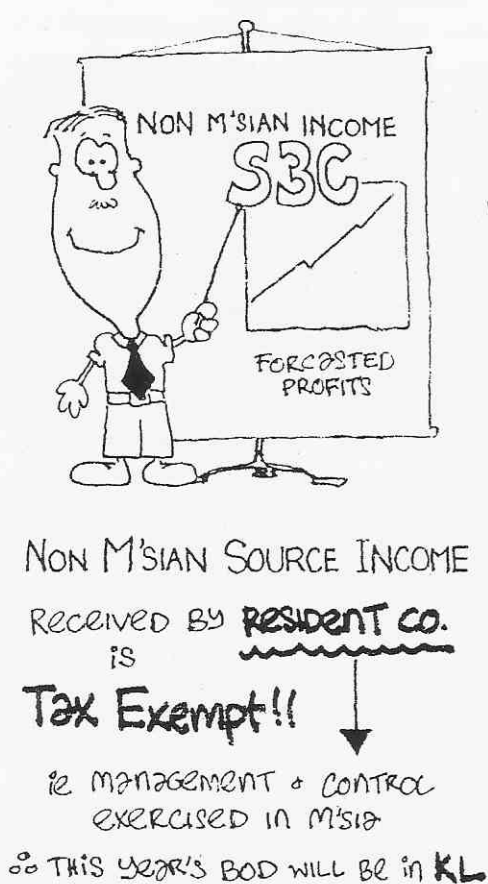 NON M'SIAN INCOME
S3C
FORCASTED
PROFITS
NON M'SIAN SOURCE INCOME
RECEIVED BY RESIDENT CO.
is
Tax Exempt!!
ie MANAGEMENT & CONTROL
EXERCISED IN M'SIA
∴ THIS YEAR'S BOD WILL BE in KL